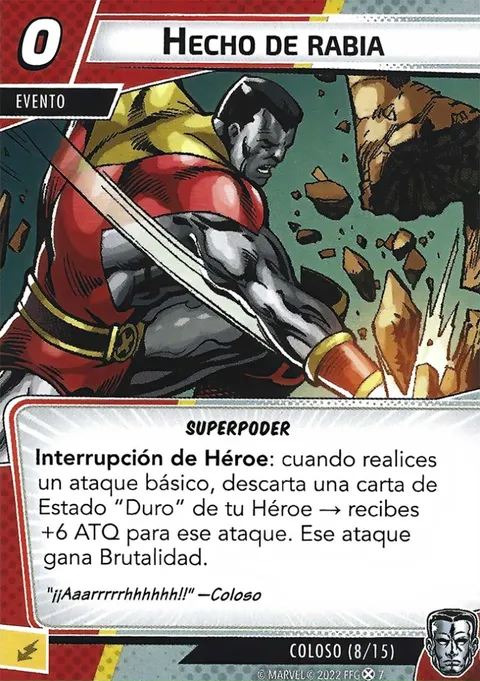 0
HECHO DE RABIA
EVENTO
SUPERPODER
Interrupción de Héroe: cuando realices
un ataque básico, descarta una carta de
Estado "Duro" de tu Héroe → recibes
+6 ATQ para ese ataque. Ese ataque
gana Brutalidad.
"¡¡Aaarrrrrhhhhhh!!" —Coloso
COLOSO (8/15)
© MARVEL © 2022 FFG 7